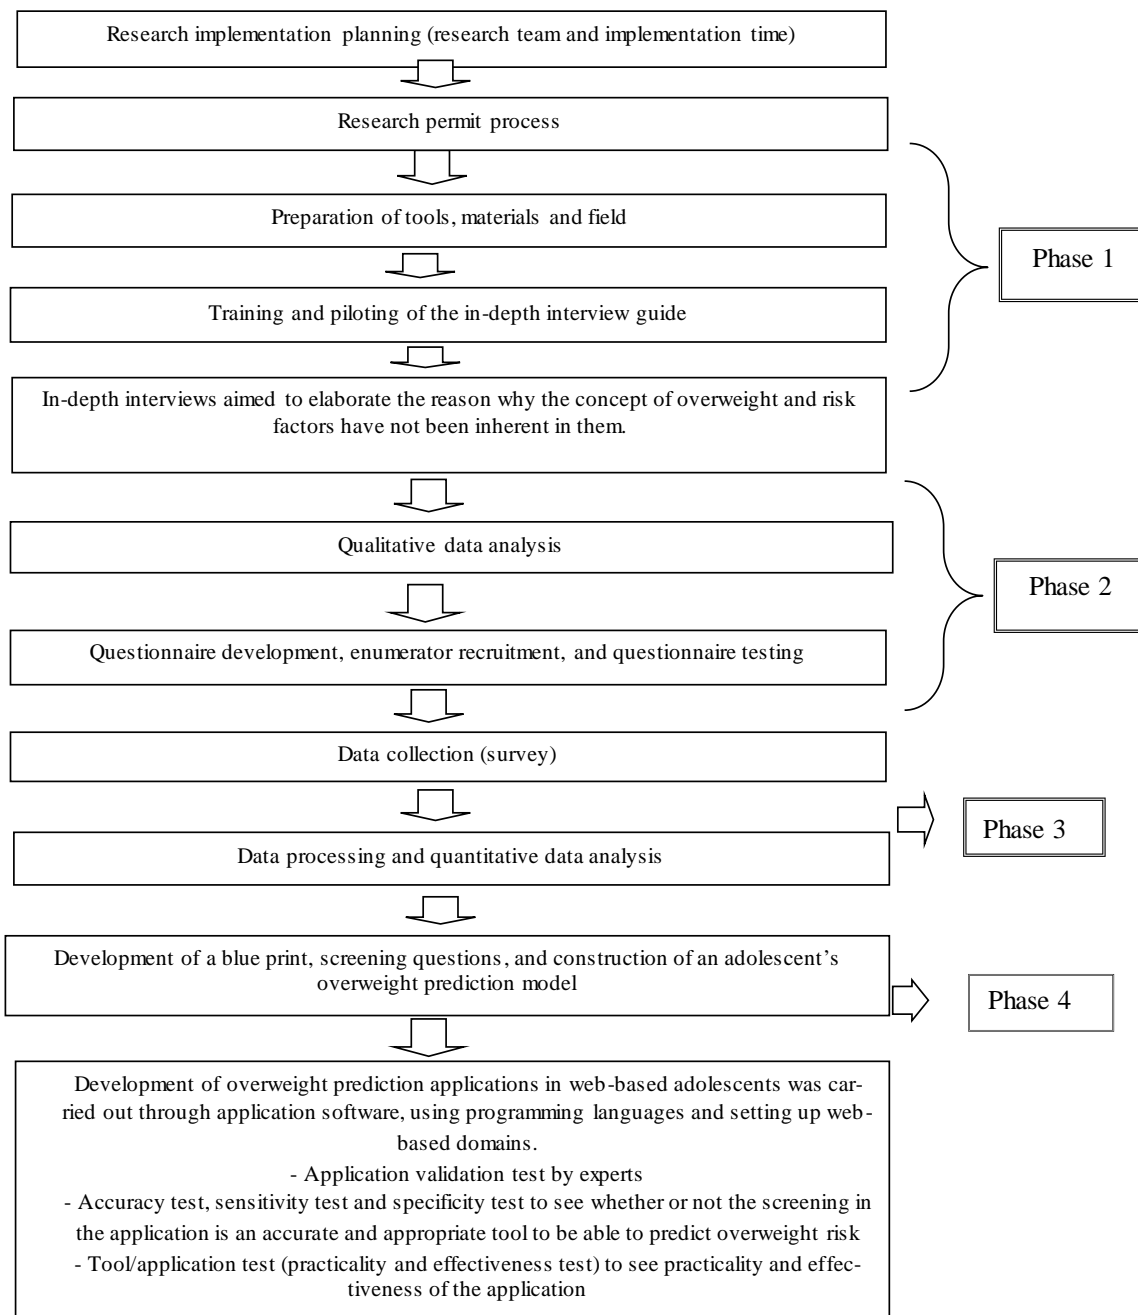 Research implementation planning (research team and implementation time)
Research permit process
Preparation of tools, materials and field
Phase 1
Training and piloting of the in-depth interview guide
In-depth interviews aimed to elaborate the reason why the concept of overweight and risk
factors have not been inherent in them.
Qualitative data analysis
Phase 2
Questionnaire development, enumerator recruitment, and questionnaire testing
Data collection (survey)
Phase 3
Data processing and quantitative data analysis
Development of a blue print, screening questions, and construction of an adolescent’s
overweight prediction model
Phase 4
Development of overweight prediction applications in web-based adolescents was car-
ried out through application software, using programming languages and setting up web-
based domains.
- Application validation test by experts
- Accuracy test, sensitivity test and specificity test to see whether or not the screening in
the application is an accurate and appropriate tool to be able to predict overweight risk
- Tool/application test (practicality and effectiveness test) to see practicality and effec-
tiveness of the application